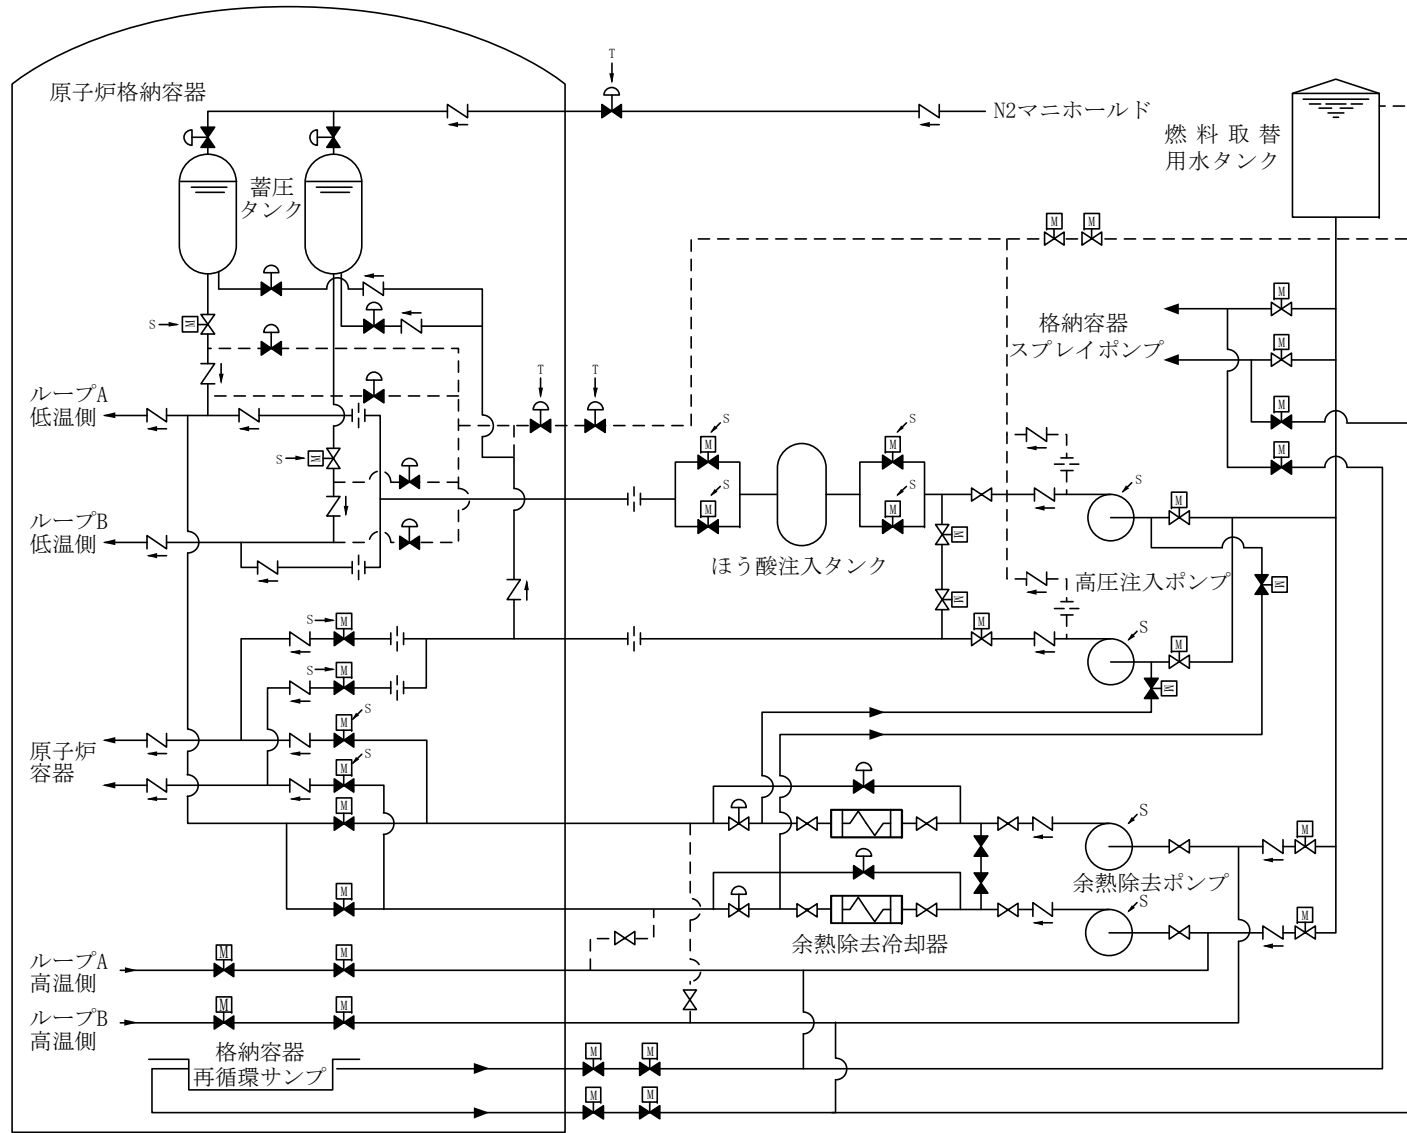 T
原子炉格納容器
N2マニホールド
燃料取替
用水タンク
蓄圧
タンク
M M
M
S M
格納容器
スプレイポンプ
M
T T
ループA
低温側
M
S S
M M
S M
M
S S
M M
S
M
ループB
低温側
M
ほう酸注入タンク
高圧注入ポンプ
M
M
S M
M
S
M
S M
M
S
M
原子炉
容器
S
M
M
S
M
余熱除去ポンプ
S
M
M
余熱除去冷却器
ループA
高温側
M M
ループB
高温側
M M
格納容器
再循環サンプ
M M
M M